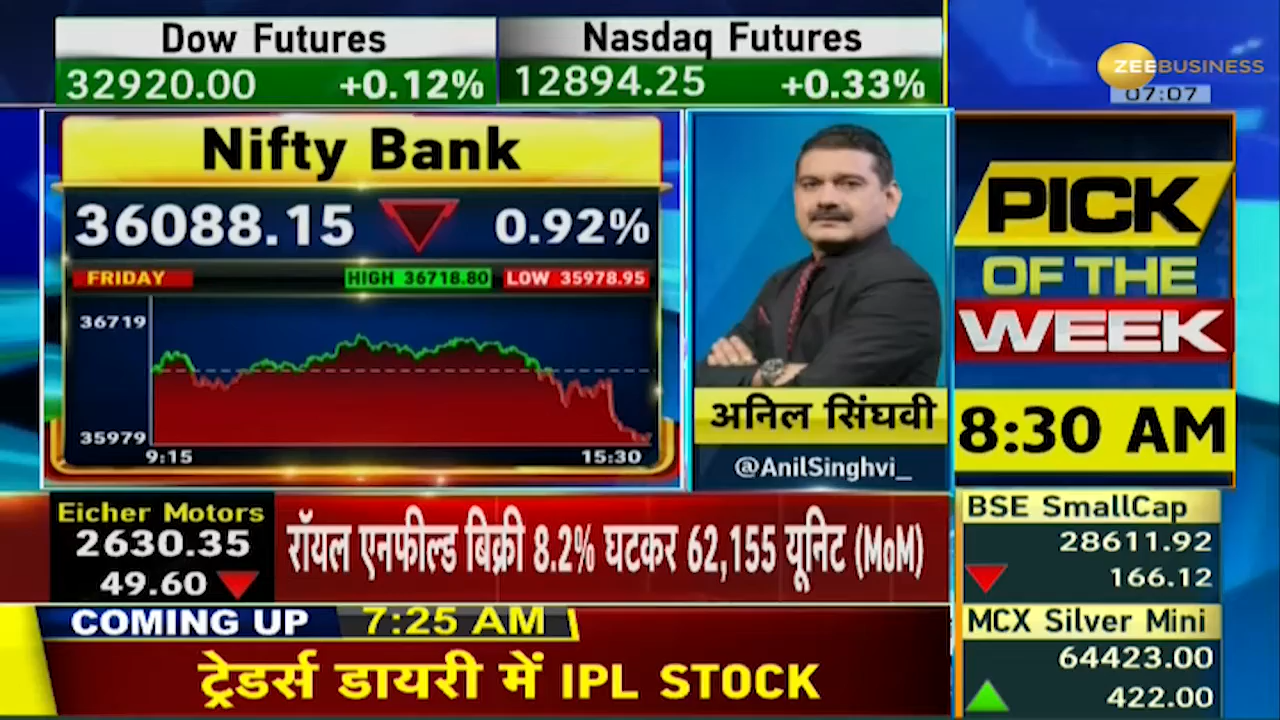 Dow Futures
32920.00 +0.12%
Nasdaq Futures
12894.25 +0.33%
ZEEBUSINESS
07:07
Nifty Bank
36088.15 0.92%
FRIDAY HIGH 36718.80 LOW 35978.95
36719
35979
9:15 15:30
अनिल सिंघवी
@AnilSinghvi_
PICK
OF THE
WEEK
8:30 AM
Eicher Motors
2630.35
49.60
रॉयल एनफील्ड बिक्री 8.2% घटकर 62,155 यूनिट (MoM)
BSE SmallCap
28611.92
166.12
MCX Silver Mini
64423.00
422.00
COMING UP 7:25 AM
ट्रेडर्स डायरी में IPL STOCK